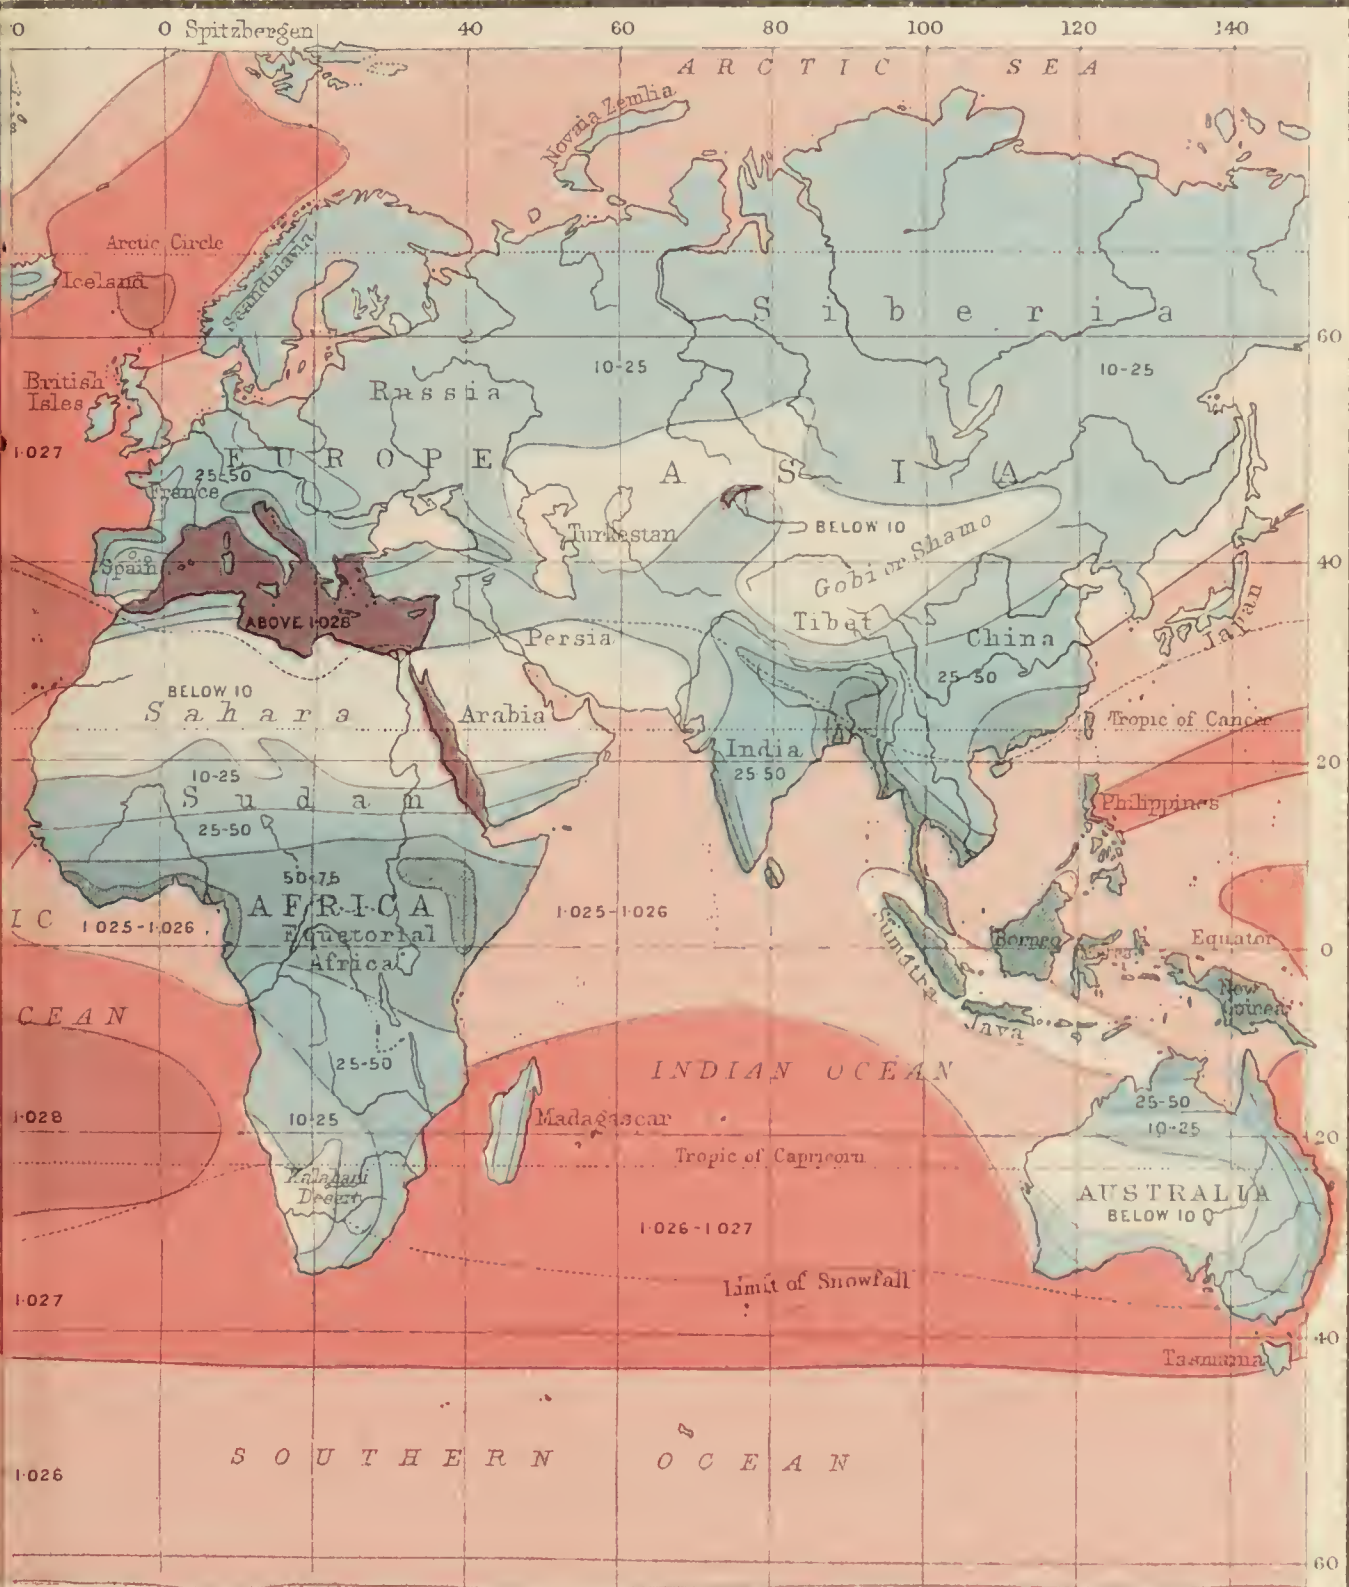 0 Spitzbergen 40 60 80 100 120 140
ARCTIC SEA
Novaia Zemlia
Arctic Circle
Iceland
Scandinavia
Siberia
60
British
Isles
Russia
10-25
10-25
1·027
EUROPE
ASIA
25-50
France
Turkestan
BELOW 10
Gobi or Shamo
Spain
40
ABOVE 1·028
Persia
Tibet
China
Japan
25-50
BELOW 10
Sahara
Arabia
Tropic of Cancer
India
25-50
20
10-25
Sudan
25-50
Philippines
50-75
AFRICA
IC
1·025-1·026
1·025-1·026
Equatorial
Africa
Sumatra
Borneo
Equator
0
New
Guinea
CEAN
Java
INDIAN OCEAN
25-50
1·028
10-25
Madagascar
25-50
10-25
20
Tropic of Capricorn
Kalahari
Desert
AUSTRALIA
BELOW 10
1·026-1·027
Limit of Snowfall
1·027
40
Tasmania
SOUTHERN OCEAN
1·026
60